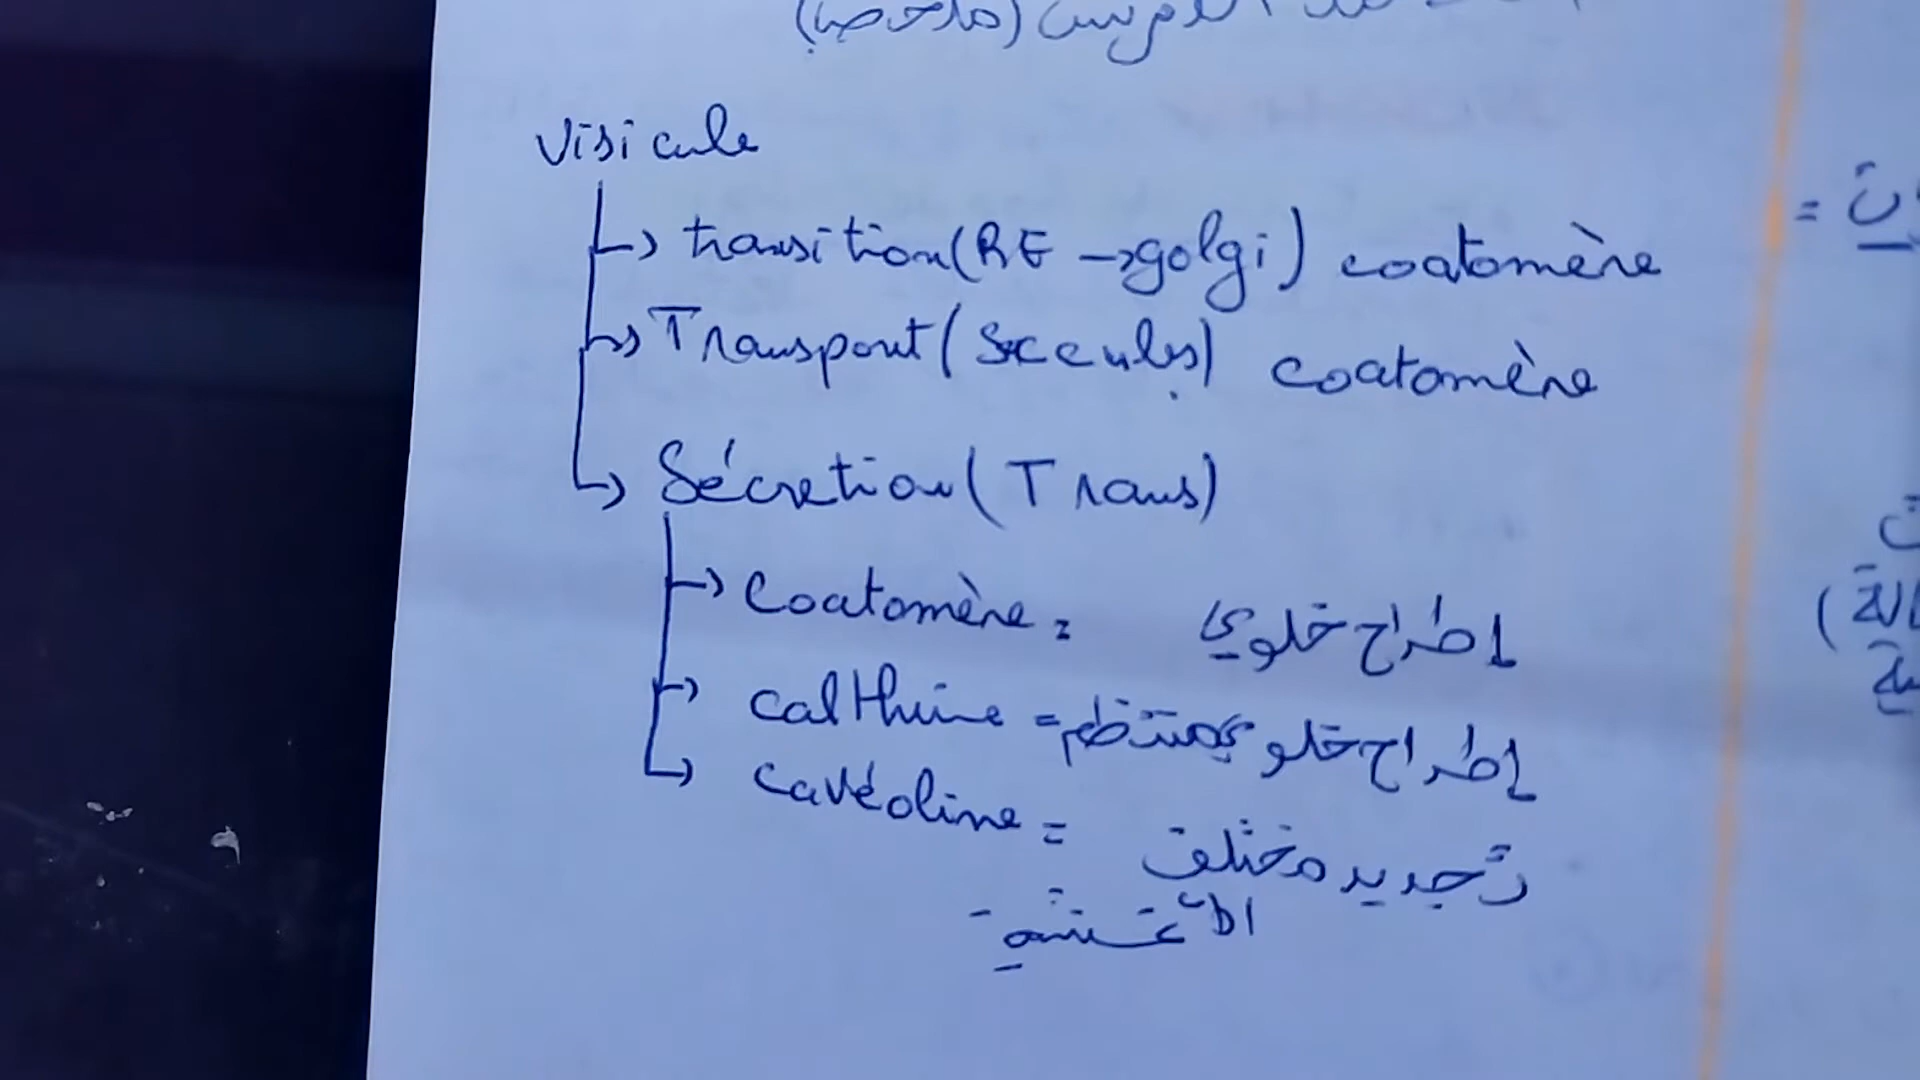 (ملخص)
Visicule
↳ transition (RE → golgi) coatomère
↳ Transport (Saccules) coatomère
↳ Sécretion (Trans)
↳ Coatomère = إطراح خلوي
↳ calthrine = إطراح خلوي منتظم
↳ cavéoline = تجديد مختلف
الأغشية
=